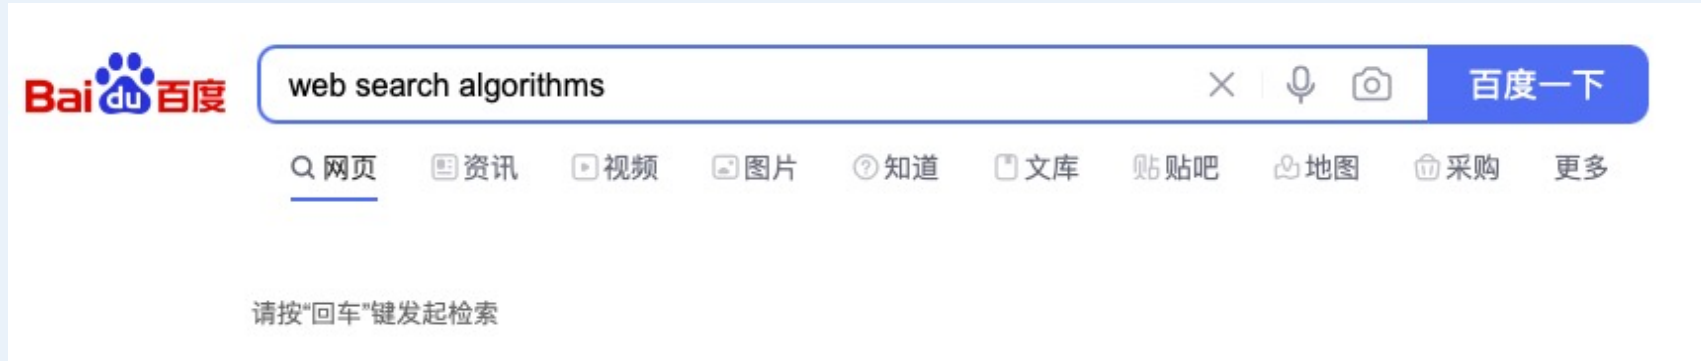 Bai du 百度 web search algorithms 百度一下
网页 资讯 视频 图片 知道 文库 贴 贴吧 地图 采购 更多
请按“回车”键发起检索